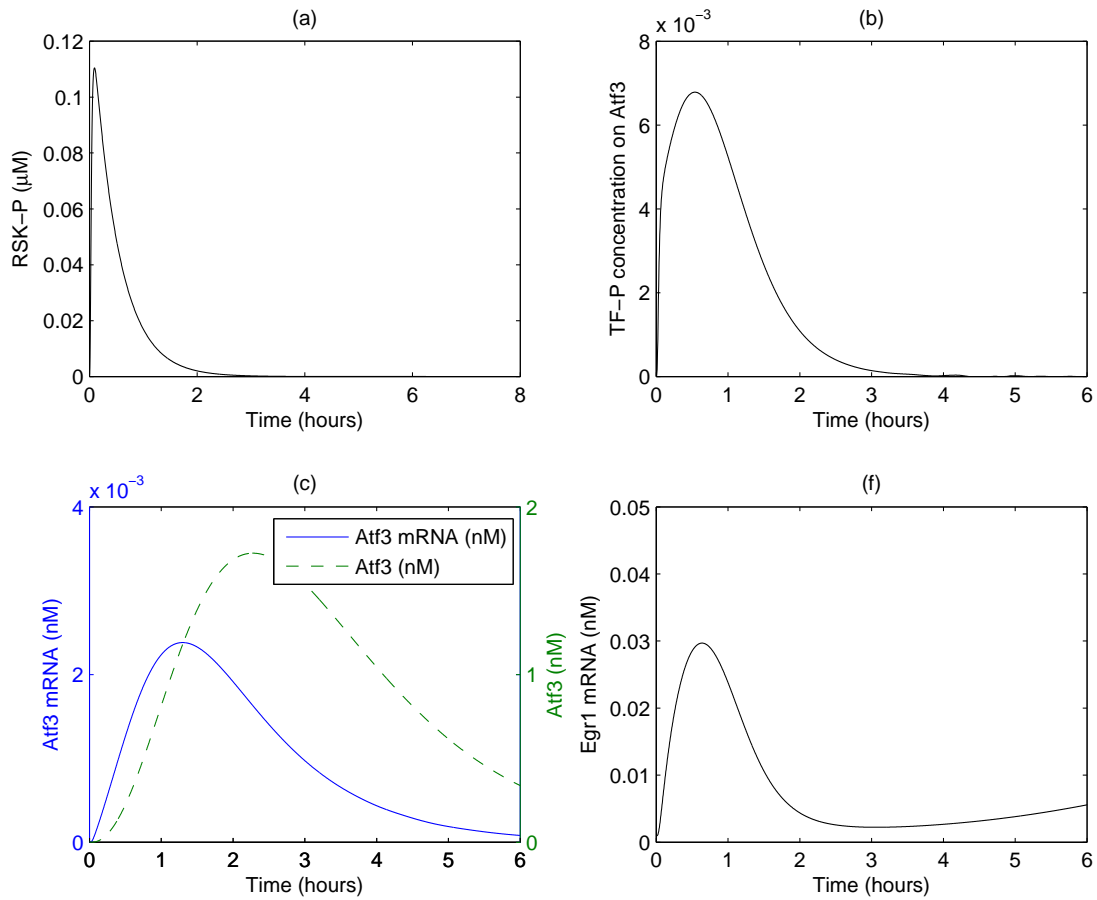 (a)
0.12
0.1
0.08
0.06
0.04
0.02
0
RSK−P (μM)
0 2 4 6 8
Time (hours)
(b)
x 10−3
8
6
4
2
0
TF−P concentration on Atf3
0 1 2 3 4 5 6
Time (hours)
(c)
x 10−3
4
2
0
Atf3 mRNA (nM)
Atf3 mRNA (nM)
Atf3 (nM)
2
1
0
Atf3 (nM)
0 1 2 3 4 5 6
Time (hours)
(f)
0.05
0.04
0.03
0.02
0.01
0
Egr1 mRNA (nM)
0 1 2 3 4 5 6
Time (hours)